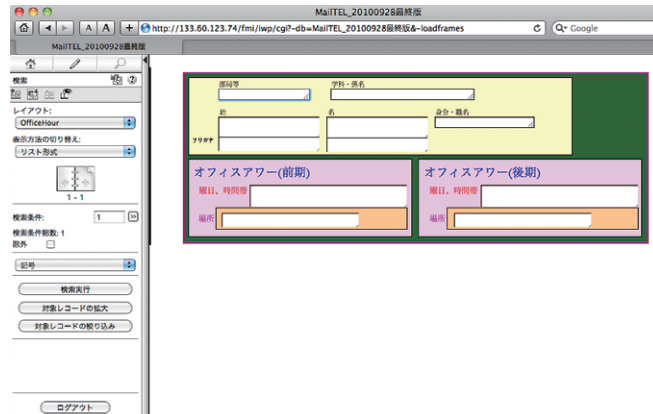 MailTEL_20100928最終版
http://133.60.123.74/fmi/iwp/cgi?-db=MailTEL_20100928最終版&-loadframes
Google
MailTEL_20100928最終版
検索
レイアウト:
OfficeHour
表示方法の切り替え:
リスト形式
1 - 1
検索条件: 1
検索条件総数: 1
除外
記号
検索実行
対象レコードの拡大
対象レコードの絞り込み
ログアウト
部局等 学科・係名
姓 名 身分・職名
フリガナ
オフィスアワー(前期) オフィスアワー(後期)
曜日、時間帯 曜日、時間帯
場所 場所